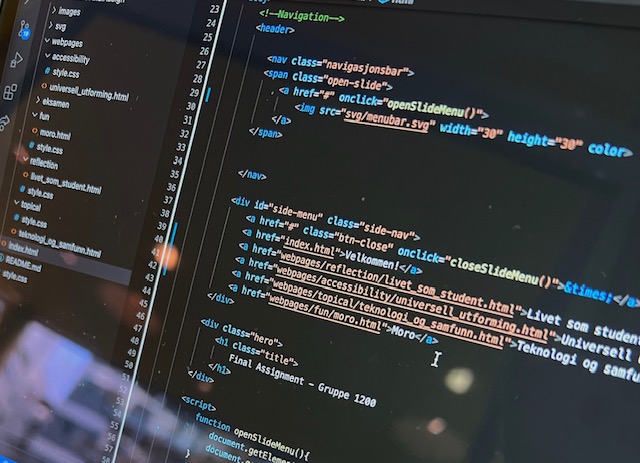 images
svg
webpages
accessibility
style.css
universell_utforming.html
eksamen
fun
moro.html
style.css
reflection
livet_som_student.html
style.css
topical
style.css
teknologi_og_samfunn.html
index.html
README.md
style.css
23
24
25
26
27
28
29
30
31
32
33
34
35
36
37
38
39
40
41
42
43
44
45
46
47
48
49
50
<!--Navigation-->
<header>
<nav class="navigasjonsbar">
<span class="open-slide">
<a href="#" onclick="openSlideMenu()">
<img src="svg/menubar.svg" width="30" height="30" color>
</a>
</span>
</nav>
<div id="side-menu" class="side-nav">
<a href="#" class="btn-close" onclick="closeSlideMenu()">&times;</a
<a href="index.html">Velkommen!</a>
<a href="webpages/reflection/livet_som_student.html">Livet som student
<a href="webpages/accessibility/universell_utforming.html">Universell
<a href="webpages/topical/teknologi_og_samfunn.html">Teknologi og samfu
<a href="webpages/fun/moro.html">Moro</a>
</div>
<div class="hero">
<h1 class="title">
Final Assignment - Gruppe 1200
</h1>
</div>
<script>
function openSlideMenu(){
document.getElemen
document.ge
}